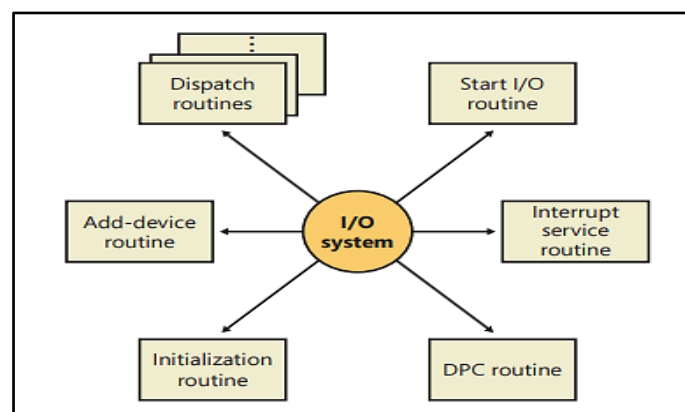 Dispatch
routines
Start I/O
routine
Add-device
routine
I/O
system
Interrupt
service
routine
Initialization
routine
DPC routine